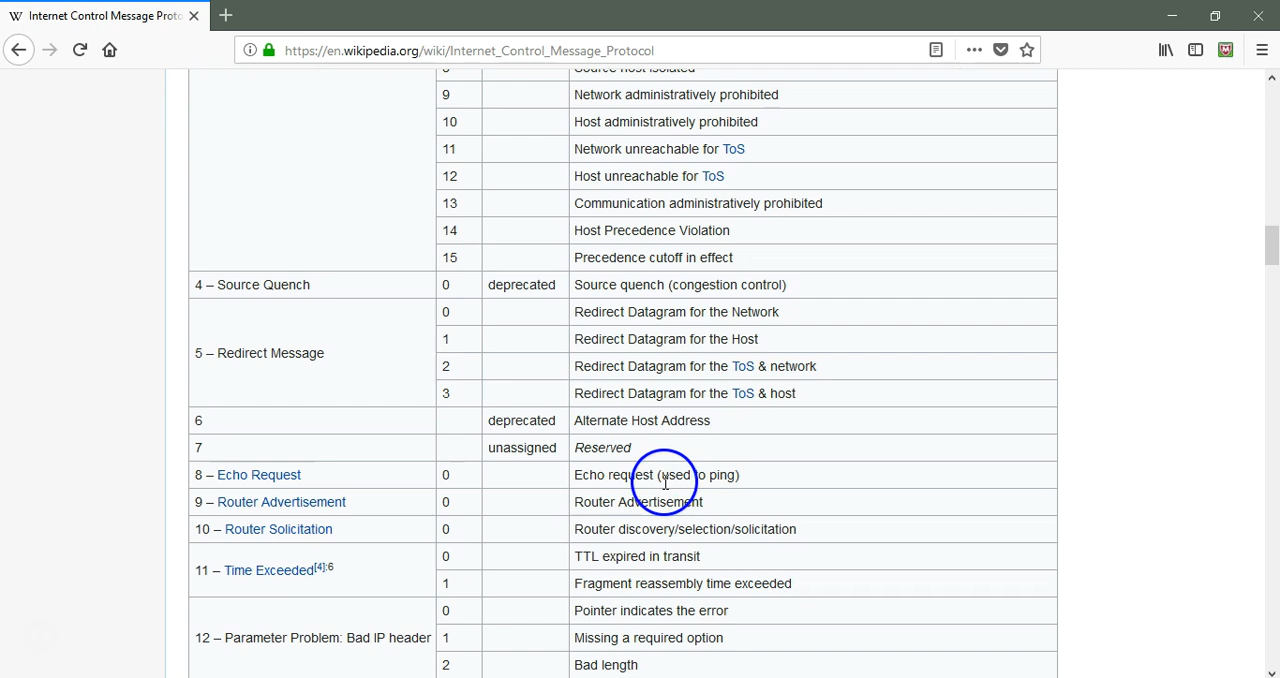 W Internet Control Message Proto
https://en.wikipedia.org/wiki/Internet_Control_Message_Protocol
Source host isolated
9 Network administratively prohibited
10 Host administratively prohibited
11 Network unreachable for ToS
12 Host unreachable for ToS
13 Communication administratively prohibited
14 Host Precedence Violation
15 Precedence cutoff in effect
4 – Source Quench 0 deprecated Source quench (congestion control)
5 – Redirect Message
0 Redirect Datagram for the Network
1 Redirect Datagram for the Host
2 Redirect Datagram for the ToS & network
3 Redirect Datagram for the ToS & host
6 deprecated Alternate Host Address
7 unassigned Reserved
8 – Echo Request 0 Echo request (used to ping)
9 – Router Advertisement 0 Router Advertisement
10 – Router Solicitation 0 Router discovery/selection/solicitation
11 – Time Exceeded[4]:6
0 TTL expired in transit
1 Fragment reassembly time exceeded
12 – Parameter Problem: Bad IP header
0 Pointer indicates the error
1 Missing a required option
2 Bad length